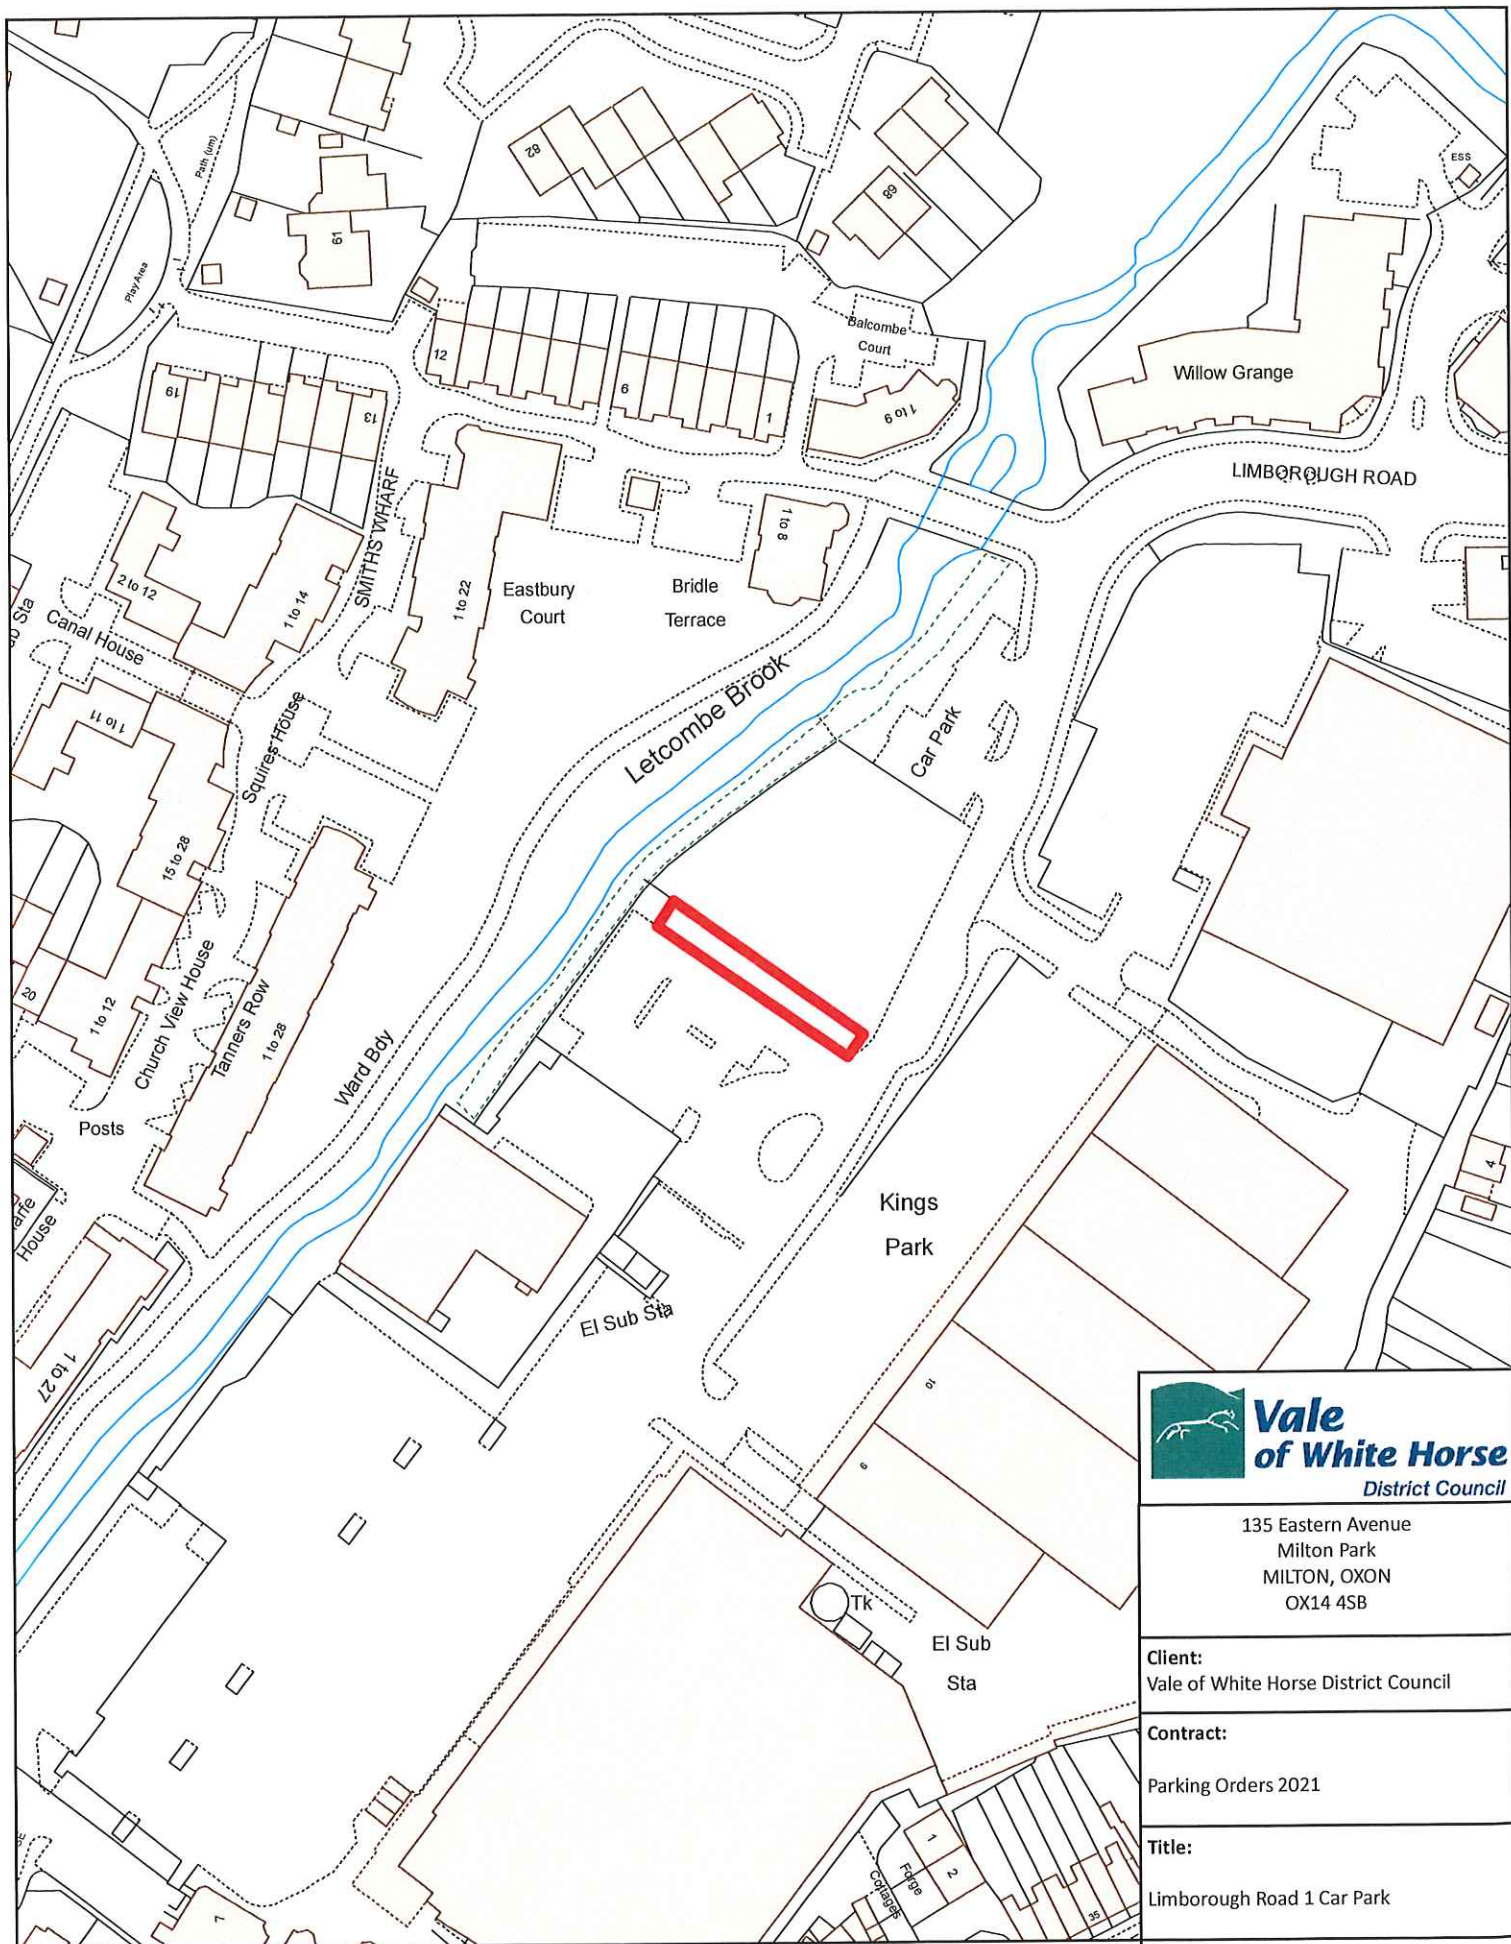 Path (um)
82
68
ESS
61
Play Area
Balcombe
Court
12
6
1
1 to 9
Willow Grange
19
13
LIMBOROUGH ROAD
SMITHS WHARF
1 to 8
2 to 12
1 to 14
1 to 22
Eastbury
Court
Bridle
Terrace
Canal House
Letcombe Brook
1 to 11
Squires House
Car Park
15 to 28
Church View House
Tanners Row
1 to 28
20
1 to 12
Ward Bdy
Posts
4
House
Kings
Park
El Sub Sta
1 to 27
10
9
Tk
El Sub
Sta
1
2
Forge
Cottages
35
7
Vale
of White Horse
District Council
135 Eastern Avenue
Milton Park
MILTON, OXON
OX14 4SB
Client:
Vale of White Horse District Council
Contract:
Parking Orders 2021
Title:
Limborough Road 1 Car Park